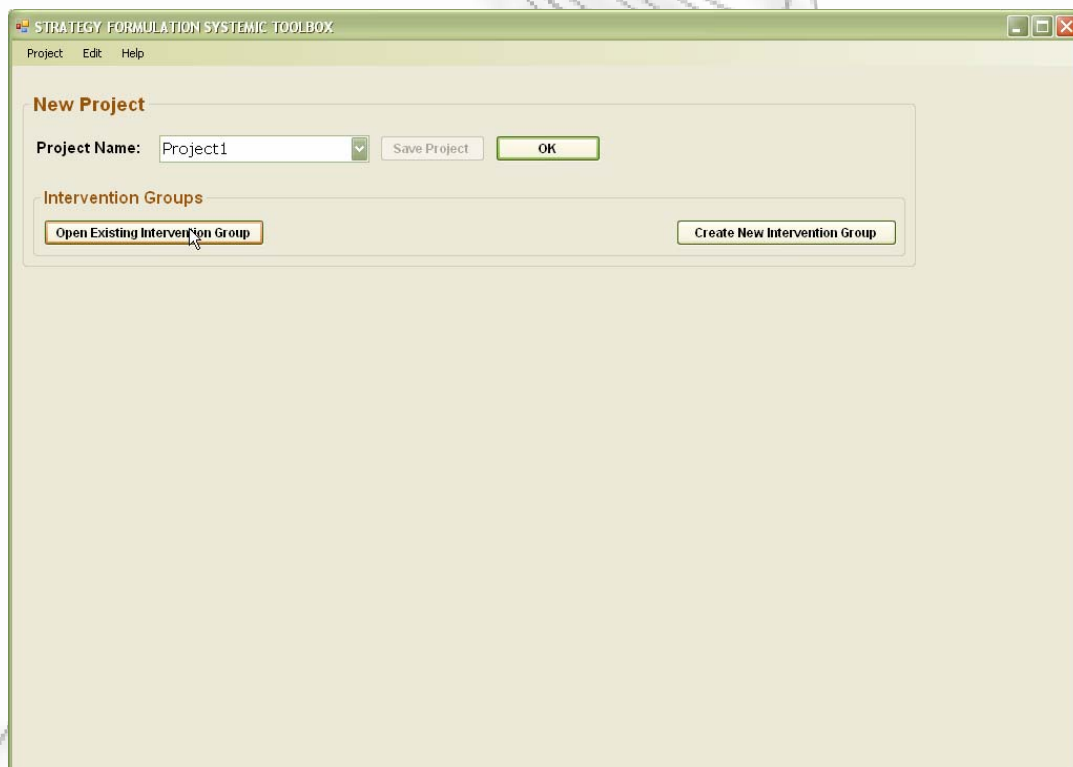 STRATEGY FORMULATION SYSTEMIC TOOLBOX
Project Edit Help
New Project
Project Name: Project1 Save Project OK
Intervention Groups
Open Existing Intervention Group Create New Intervention Group